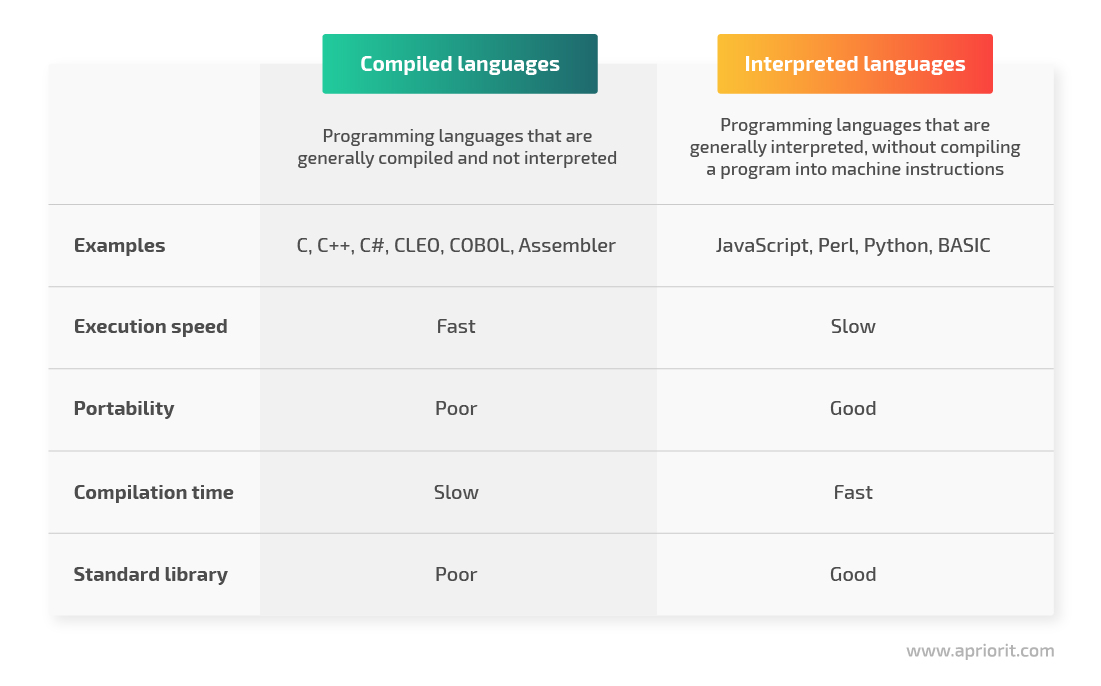 Compiled languages
Interpreted languages
Programming languages that are
generally compiled and not interpreted
Programming languages that are
generally interpreted, without compiling
a program into machine instructions
Examples
C, C++, C#, CLEO, COBOL, Assembler
JavaScript, Perl, Python, BASIC
Execution speed
Fast
Slow
Portability
Poor
Good
Compilation time
Slow
Fast
Standard library
Poor
Good
www.apriorit.com